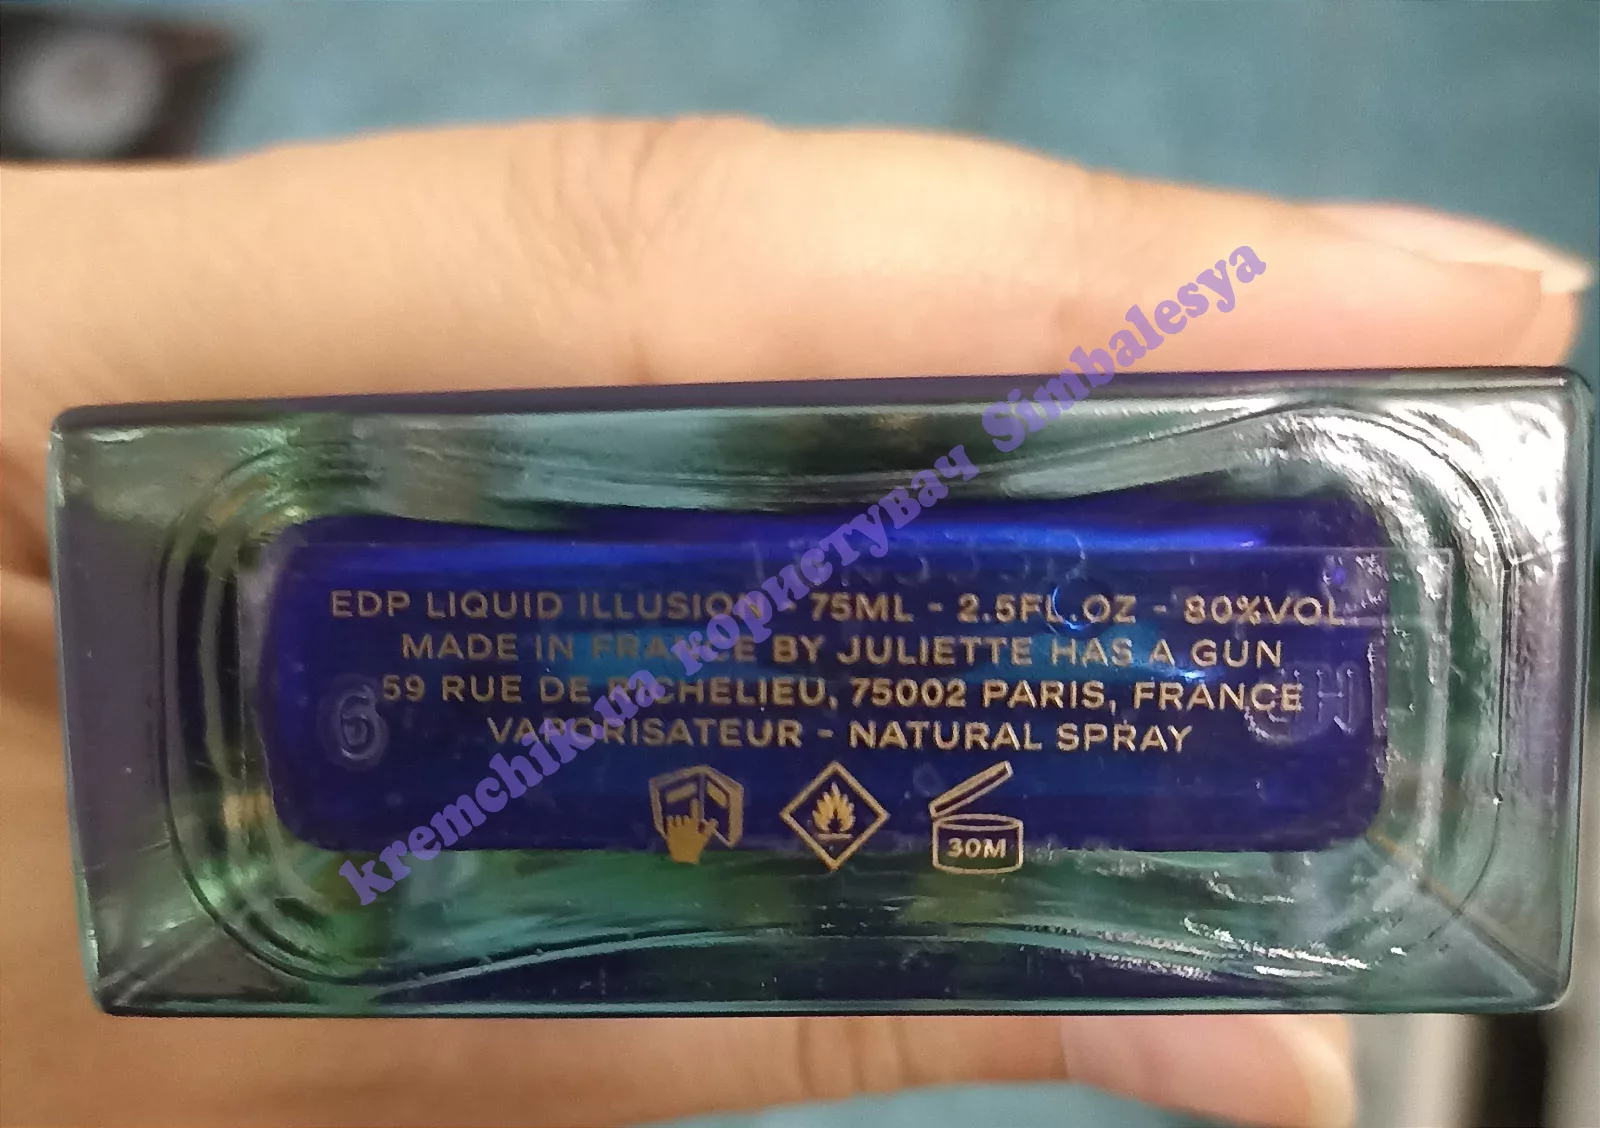 EDP LIQUID ILLUSION - 75ML - 2.5FL.OZ - 80%VOL.
MADE IN FRANCE BY JULIETTE HAS A GUN
59 RUE DE RICHELIEU, 75002 PARIS, FRANCE
VAPORISATEUR - NATURAL SPRAY
30M
6
kremchik.ua користувач Simbalesya